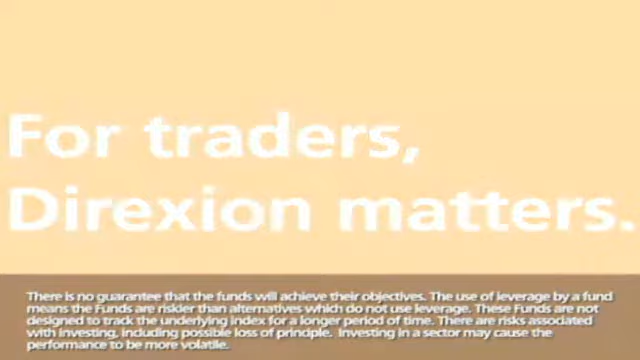 For traders,
Direxion matters.
There is no guarantee that the funds will achieve their objectives. The use of leverage by a fund
means the Funds are riskier than alternatives which do not use leverage. These Funds are not
designed to track the underlying index for a longer period of time. There are risks associated
with investing, including possible loss of principle. Investing in a sector may cause the
performance to be more volatile.